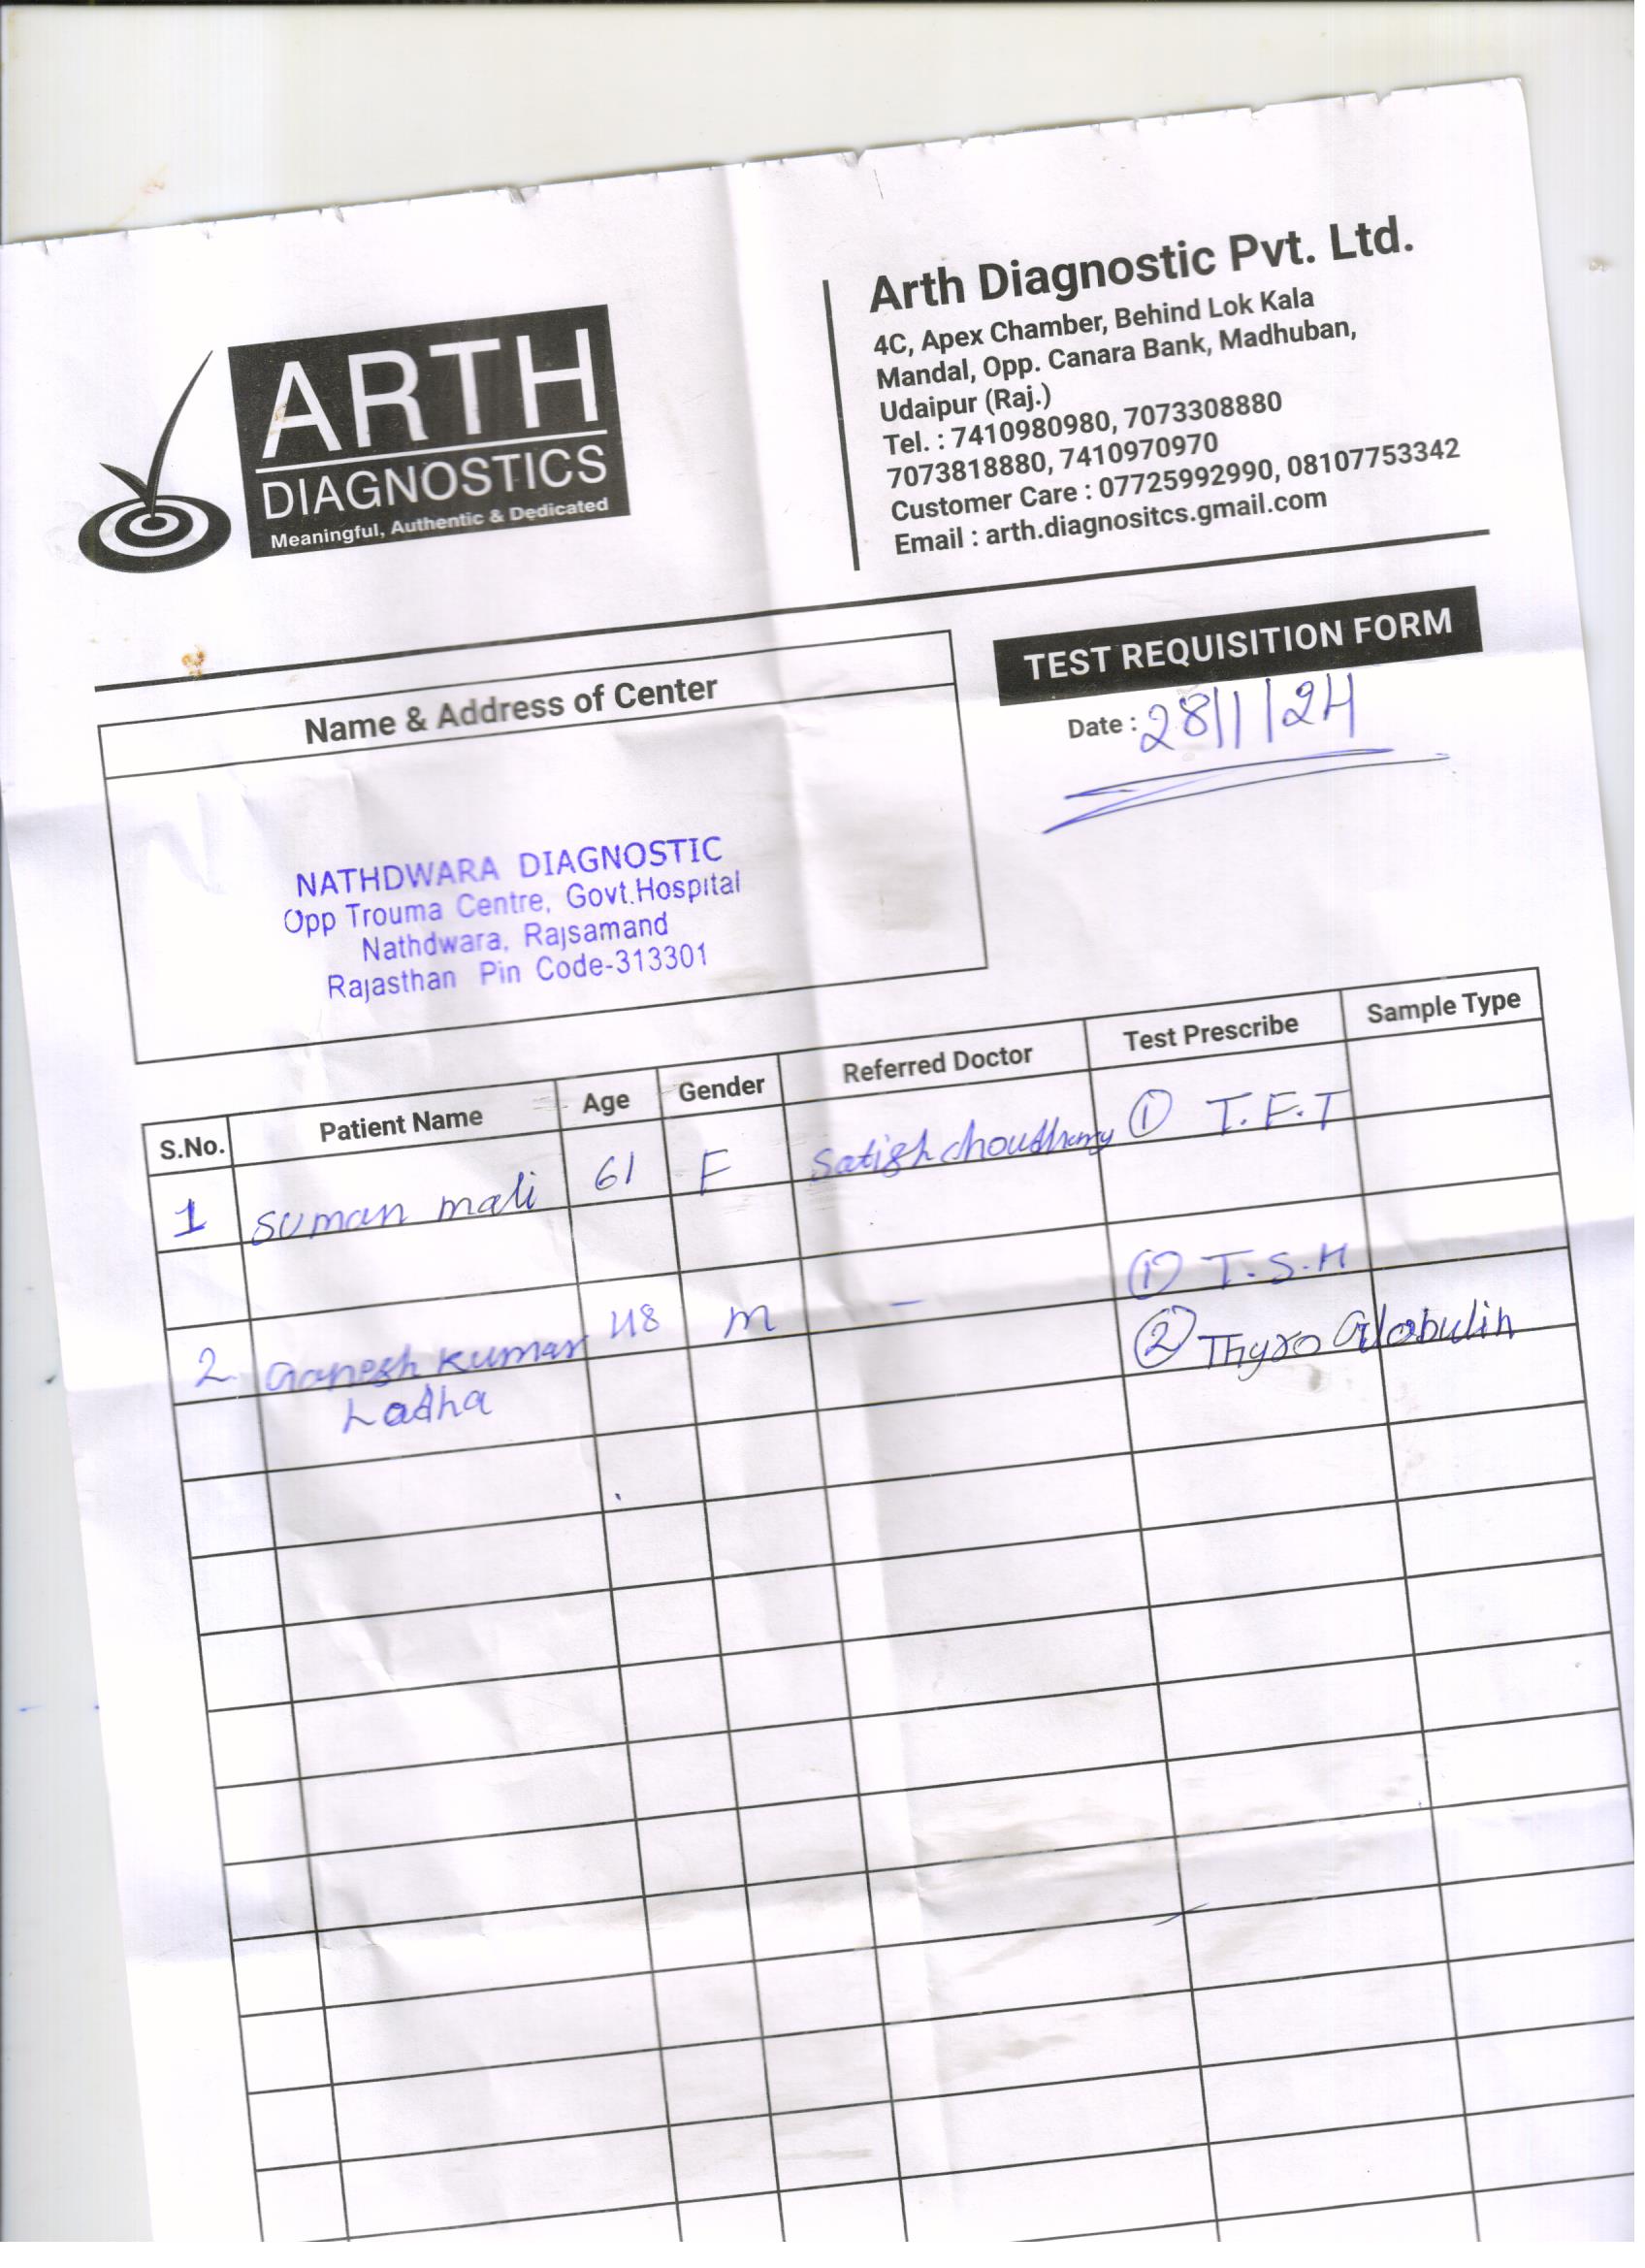 ARTH
DIAGNOSTICS
Meaningful, Authentic & Dedicated
Arth Diagnostic Pvt. Ltd.
4C, Apex Chamber, Behind Lok Kala
Mandal, Opp. Canara Bank, Madhuban,
Udaipur (Raj.)
Tel. : 7410980980, 7073308880
7073818880, 7410970970
Customer Care : 07725992990, 08107753342
Email : arth.diagnositcs.gmail.com
TEST REQUISITION FORM
Date : 28/1/24
Name & Address of Center
NATHDWARA DIAGNOSTIC
Opp Trouma Centre, Govt.Hospital
Nathdwara, Rajsamand
Rajasthan Pin Code-313301
S.No. Patient Name Age Gender Referred Doctor Test Prescribe Sample Type
1 suman mali 61 F Satish choudhary ① T.F.T
① T.S.H
2 Ganesh kumar 48 m - ② Thyro Globulin
Ladha